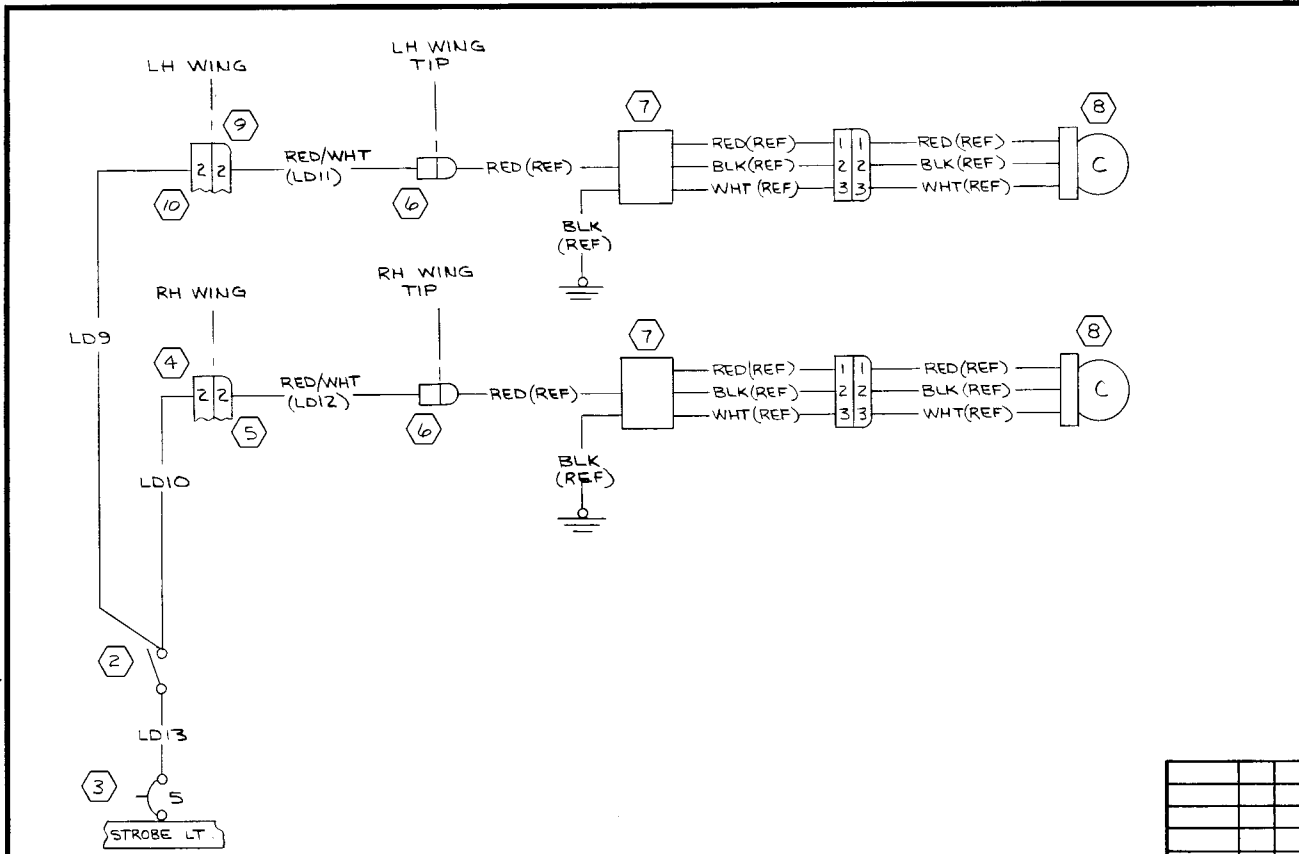 LH WING
LH WING
TIP
9
7
8
2 2
RED/WHT
(LD11)
RED (REF)
RED(REF) 1 1 RED(REF)
BLK(REF) 2 2 BLK(REF)
WHT (REF) 3 3 WHT(REF)
C
10
6
BLK
(REF)
RH WING
RH WING
TIP
LD9
4
7
8
2 2
RED/WHT
(LD12)
RED(REF)
RED(REF) 1 1 RED(REF)
BLK(REF) 2 2 BLK(REF)
WHT(REF) 3 3 WHT(REF)
C
5
6
LD10
BLK
(REF)
2
LD13
3
5
STROBE LT.